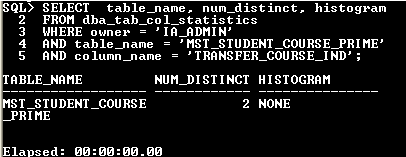 SQL> SELECT  table_name, num_distinct, histogram
2  FROM dba_tab_col_statistics
3  WHERE owner = 'IA_ADMIN'
4  AND table_name = 'MST_STUDENT_COURSE_PRIME'
5  AND column_name = 'TRANSFER_COURSE_IND';
TABLE_NAME          NUM_DISTINCT HISTOGRAM
------------------- ------------ ---------------
MST_STUDENT_COURSE             2 NONE
_PRIME
Elapsed: 00:00:00.00